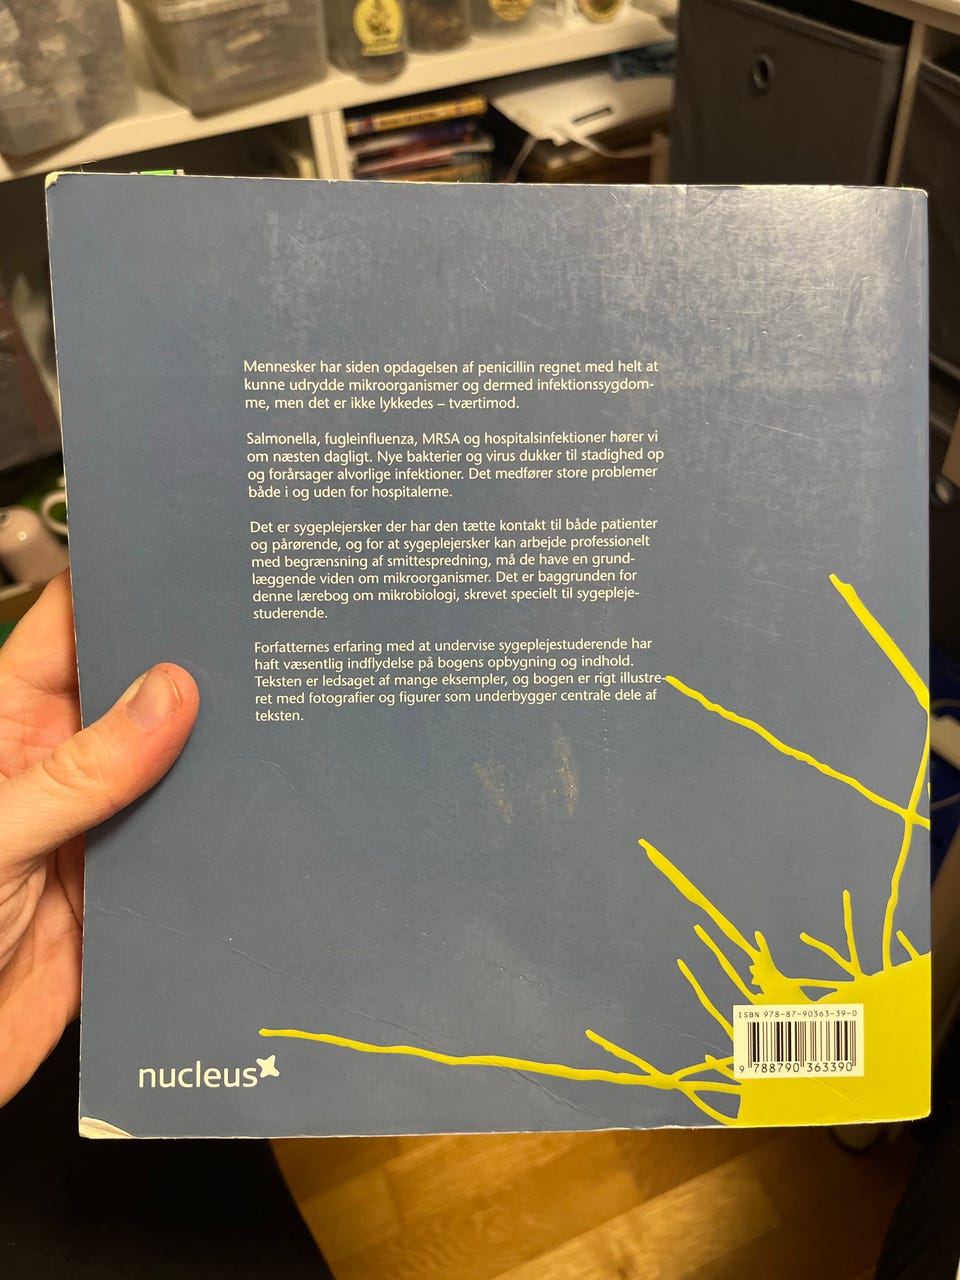 Mennesker har siden opdagelsen af penicillin regnet med helt at
kunne udrydde mikroorganismer og dermed infektionssygdom-
me, men det er ikke lykkedes – tværtimod.
Salmonella, fugleinfluenza, MRSA og hospitalsinfektioner hører vi
om næsten dagligt. Nye bakterier og virus dukker til stadighed op
og forårsager alvorlige infektioner. Det medfører store problemer
både i og uden for hospitalerne.
Det er sygeplejersker der har den tætte kontakt til både patienter
og pårørende, og for at sygeplejersker kan arbejde professionelt
med begrænsning af smittespredning, må de have en grund-
læggende viden om mikroorganismer. Det er baggrunden for
denne lærebog om mikrobiologi, skrevet specielt til sygepleje-
studerende.
Forfatternes erfaring med at undervise sygeplejestuderende har
haft væsentlig indflydelse på bogens opbygning og indhold.
Teksten er ledsaget af mange eksempler, og bogen er rigt illustre-
ret med fotografier og figurer som underbygger centrale dele af
teksten.
ISBN 978-87-90363-39-0
9 788790 363390
nucleus